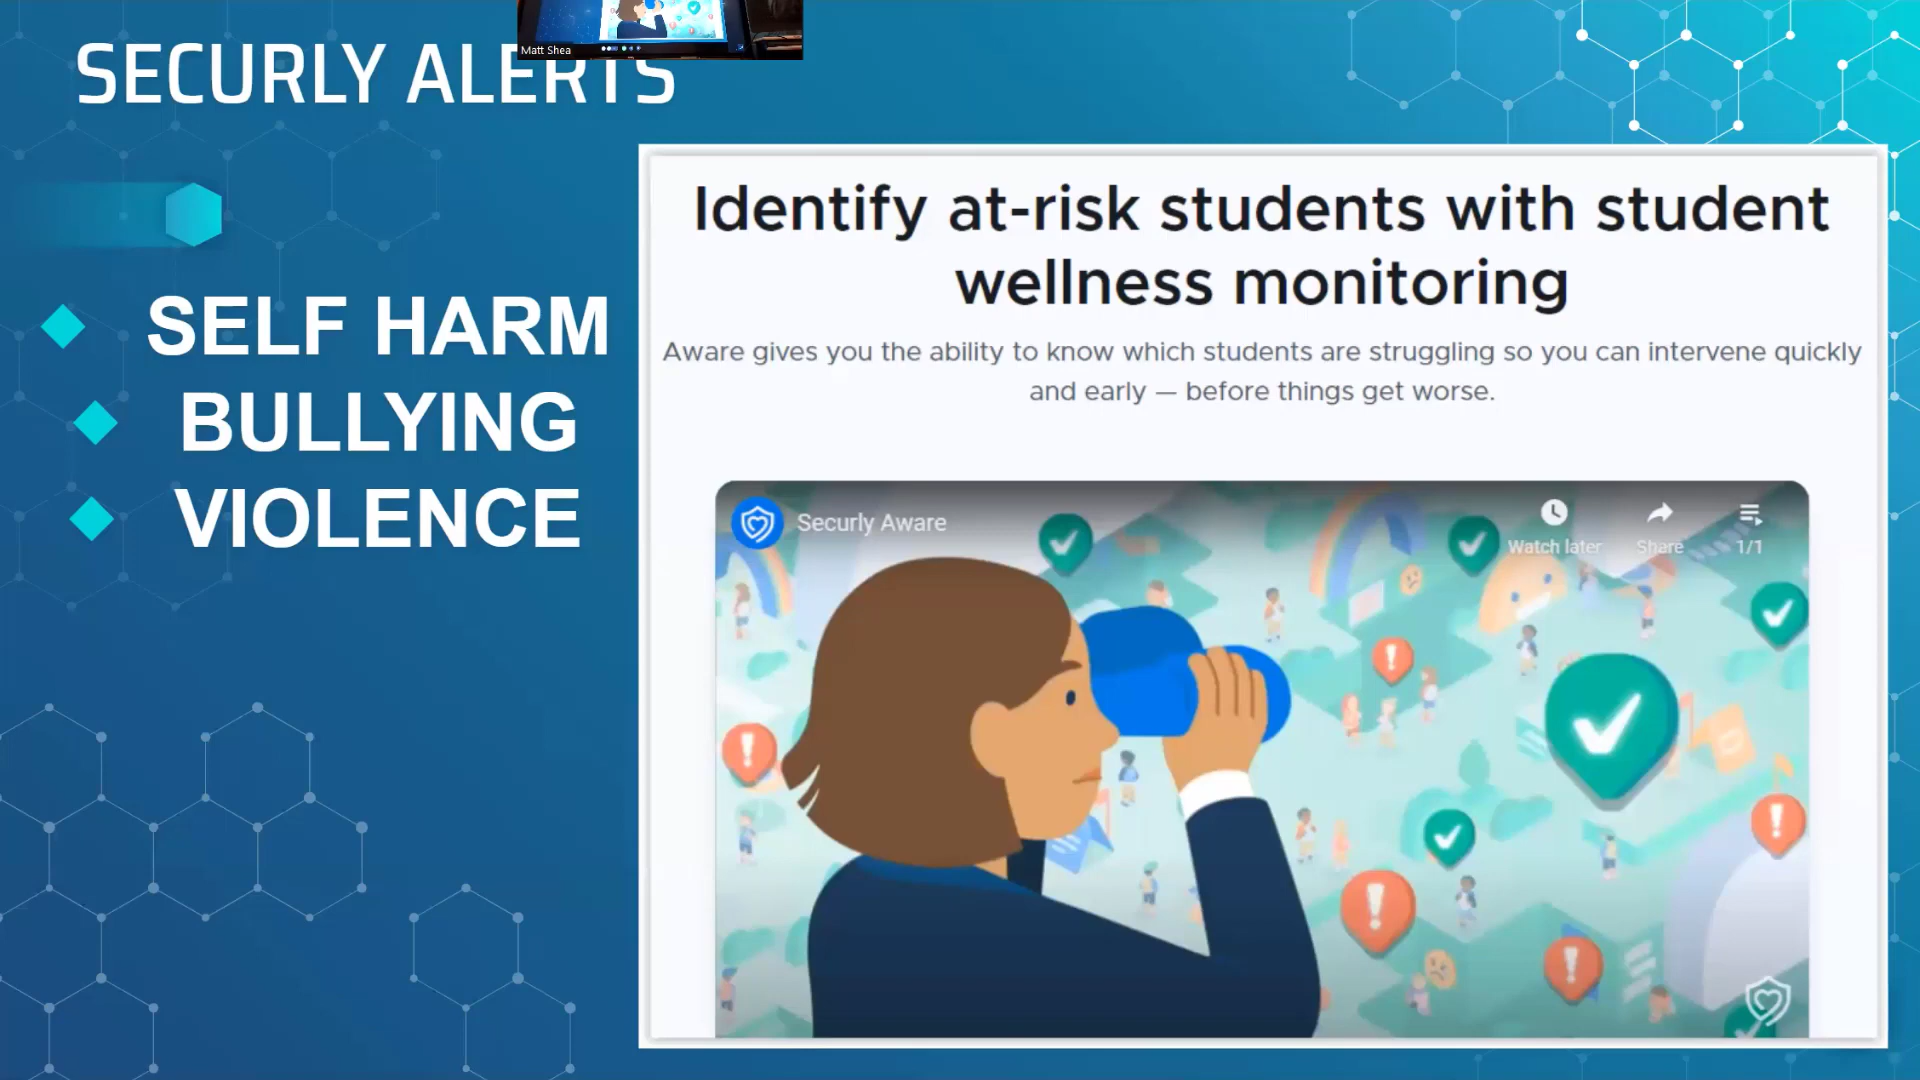 Matt Shea
SECURLY ALERTS
SELF HARM
BULLYING
VIOLENCE
Identify at-risk students with student
wellness monitoring
Aware gives you the ability to know which students are struggling so you can intervene quickly
and early — before things get worse.
Securly Aware
Watch later
Share
1/1